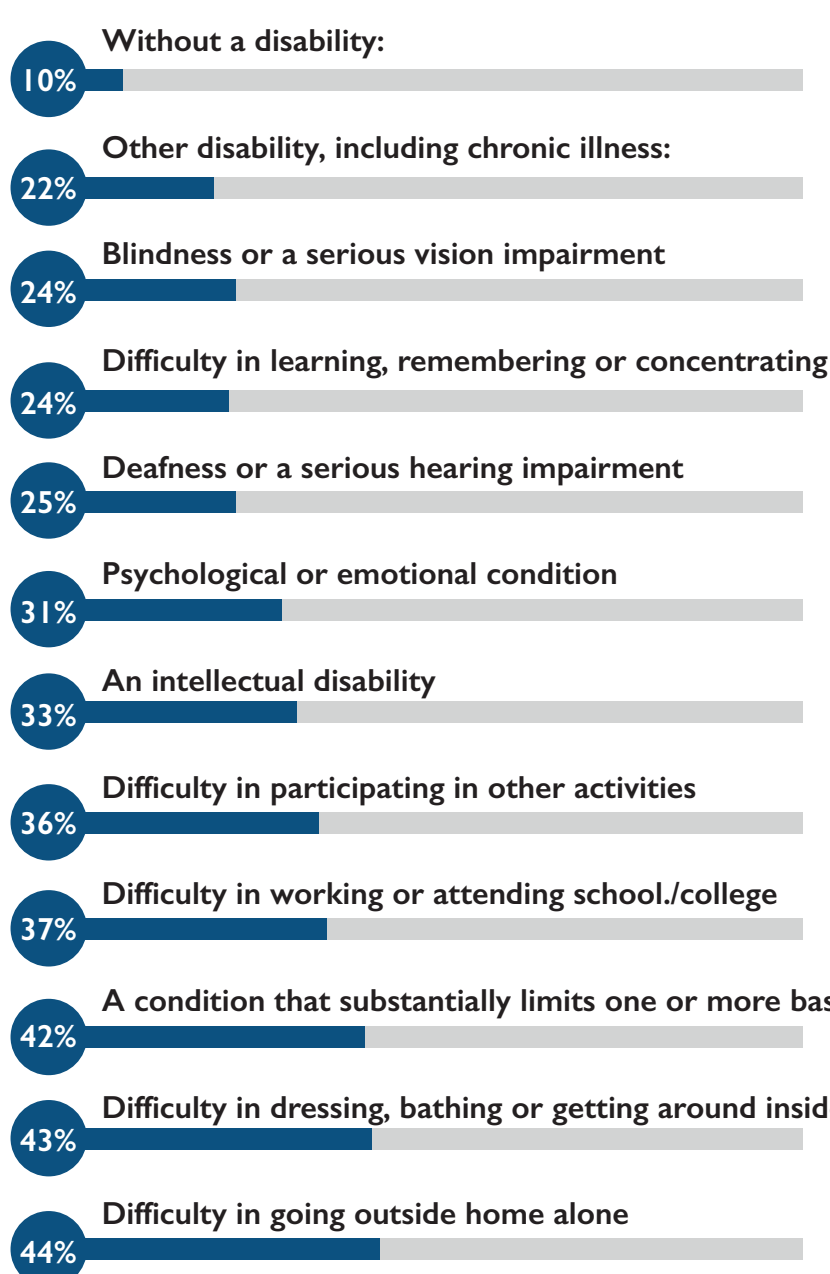 Without a disability:
10%
Other disability, including chronic illness:
22%
Blindness or a serious vision impairment
24%
Difficulty in learning, remembering or concentrating
24%
Deafness or a serious hearing impairment
25%
Psychological or emotional condition
31%
An intellectual disability
33%
Difficulty in participating in other activities
36%
Difficulty in working or attending school./college
37%
A condition that substantially limits one or more
42%
Difficulty in dressing, bathing or getting around
43%
Difficulty in going outside home alone
44%